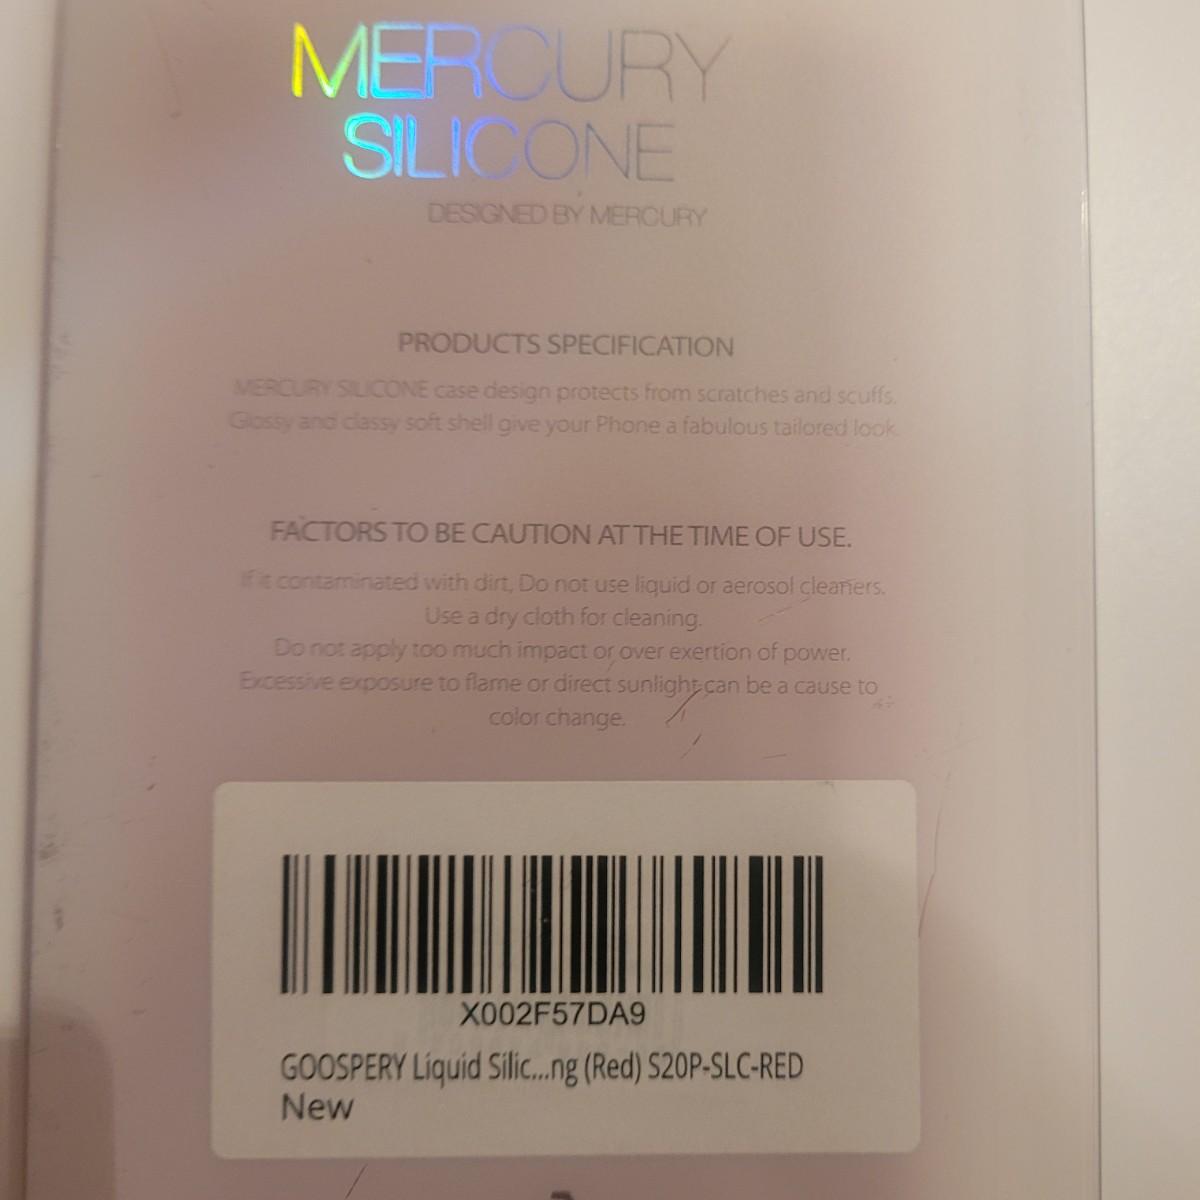 MERCURY
SILICONE
DESIGNED BY MERCURY
PRODUCTS SPECIFICATION
MERCURY SILICONE case design protects from scratches and scuffs.
Glossy and classy soft shell give your Phone a fabulous tailored look.
FACTORS TO BE CAUTION AT THE TIME OF USE.
If it contaminated with dirt, Do not use liquid or aerosol cleaners.
Use a dry cloth for cleaning.
Do not apply too much impact or over exertion of power.
Excessive exposure to flame or direct sunlight can be a cause to
color change.
X002F57DA9
GOOSPERY Liquid Silic...ng (Red) S20P-SLC-RED
New